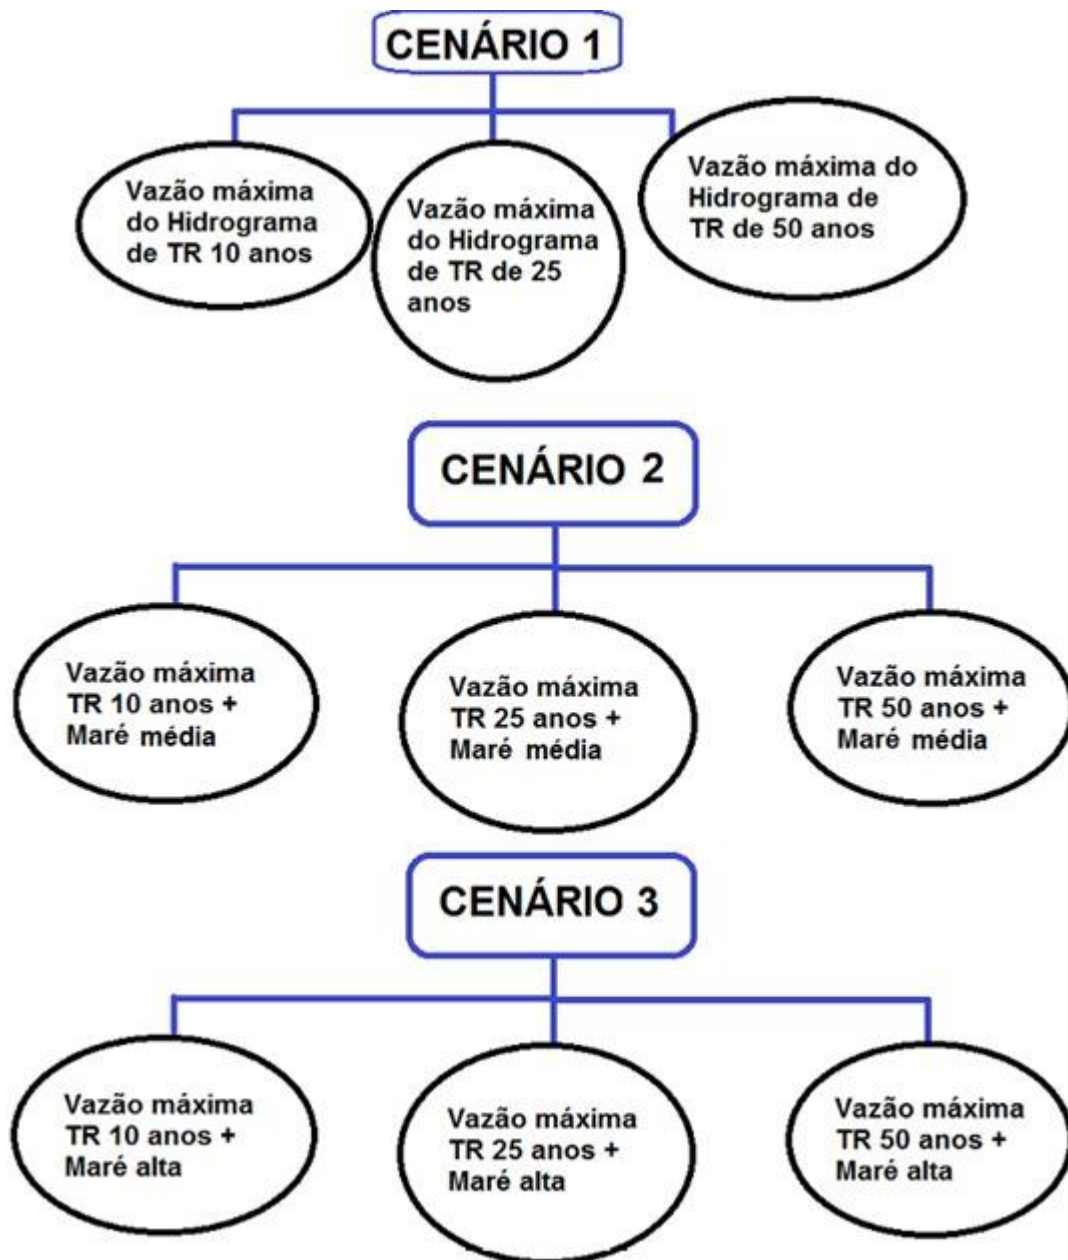 CENÁRIO 1
Vazão máxima
do Hidrograma
de TR 10 anos
Vazão máxima
do Hidrograma
de TR de 25
anos
Vazão máxima do
Hidrograma de
TR de 50 anos
CENÁRIO 2
Vazão máxima
TR 10 anos +
Maré média
Vazão máxima
TR 25 anos +
Maré média
Vazão máxima
TR 50 anos +
Maré média
CENÁRIO 3
Vazão máxima
TR 10 anos +
Maré alta
Vazão máxima
TR 25 anos +
Maré alta
Vazão máxima
TR 50 anos +
Maré alta